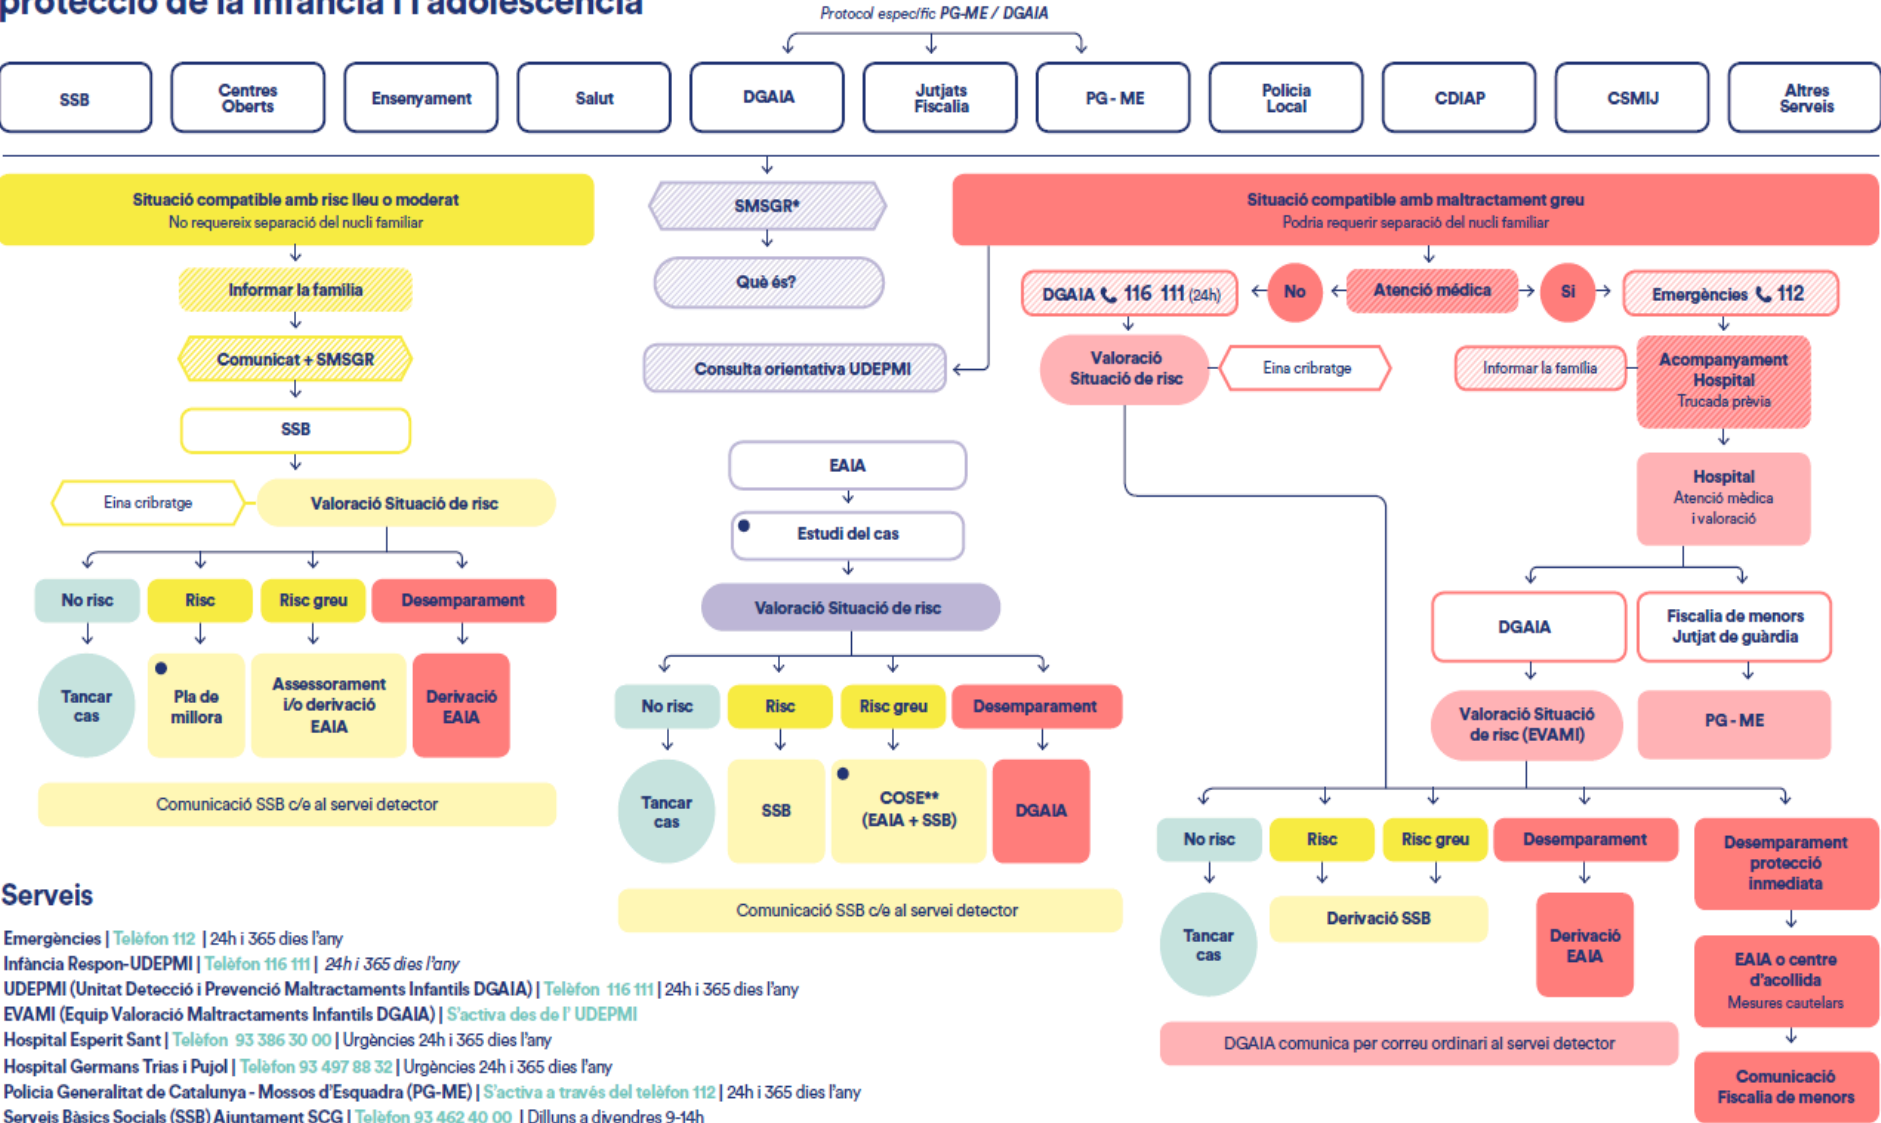 protecció de la infància i l'adolescència
Protocol específic PG-ME / DGAIA
SSB
Centres
Oberts
Ensenyament
Salut
DGAIA
Jutjats
Fiscalia
PG - ME
Policia
Local
CDIAP
CSMIJ
Altres
Serveis
Situació compatible amb risc lleu o moderat
No requereix separació del nucli familiar
Informar la família
Comunicat + SMSGR
SSB
Eina cribratge
Valoració Situació de risc
No risc
Risc
Risc greu
Desemparament
Tancar
cas
Pla de
millora
Assessorament
i/o derivació
EAIA
Derivació
EAIA
Comunicació SSB c/e al servei detector
SMSGR*
Què és?
Consulta orientativa UDEPMI
EAIA
Estudi del cas
Valoració Situació de risc
No risc
Risc
Risc greu
Desemparament
Tancar
cas
SSB
COSE**
(EAIA + SSB)
DGAIA
Comunicació SSB c/e al servei detector
Situació compatible amb maltractament greu
Podria requerir separació del nucli familiar
DGAIA 116 111 (24h)
No
Atenció mèdica
Si
Emergències 112
Valoració
Situació de risc
Eina cribratge
Informar la família
Acompanyament
Hospital
Trucada prèvia
Hospital
Atenció mèdica
i valoració
DGAIA
Fiscalia de menors
Jutjat de guàrdia
Valoració Situació
de risc (EVAMI)
PG - ME
No risc
Risc
Risc greu
Desemparament
Desemparament
protecció
inmediata
Tancar
cas
Derivació SSB
Derivació
EAIA
EAIA o centre
d'acollida
Mesures cautelars
DGAIA comunica per correu ordinari al servei detector
Comunicació
Fiscalia de menors
Serveis
Emergències | Telèfon 112 | 24h i 365 dies l'any
Infància Respon-UDEPMI | Telèfon 116 111 | 24h i 365 dies l'any
UDEPMI (Unitat Detecció i Prevenció Maltractaments Infantils DGAIA) | Telèfon 116 111 | 24h i 365 dies l'any
EVAMI (Equip Valoració Maltractaments Infantils DGAIA) | S'activa des de l' UDEPMI
Hospital Esperit Sant | Telèfon 93 386 30 00 | Urgències 24h i 365 dies l'any
Hospital Germans Trias i Pujol | Telèfon 93 497 88 32 | Urgències 24h i 365 dies l'any
Policia Generalitat de Catalunya - Mossos d'Esquadra (PG-ME) | S'activa a través del telèfon 112 | 24h i 365 dies l'any
Serveis Bàsics Socials (SSB) Ajuntament SCG | Telèfon 93 462 40 00 | Dilluns a divendres 9-14h